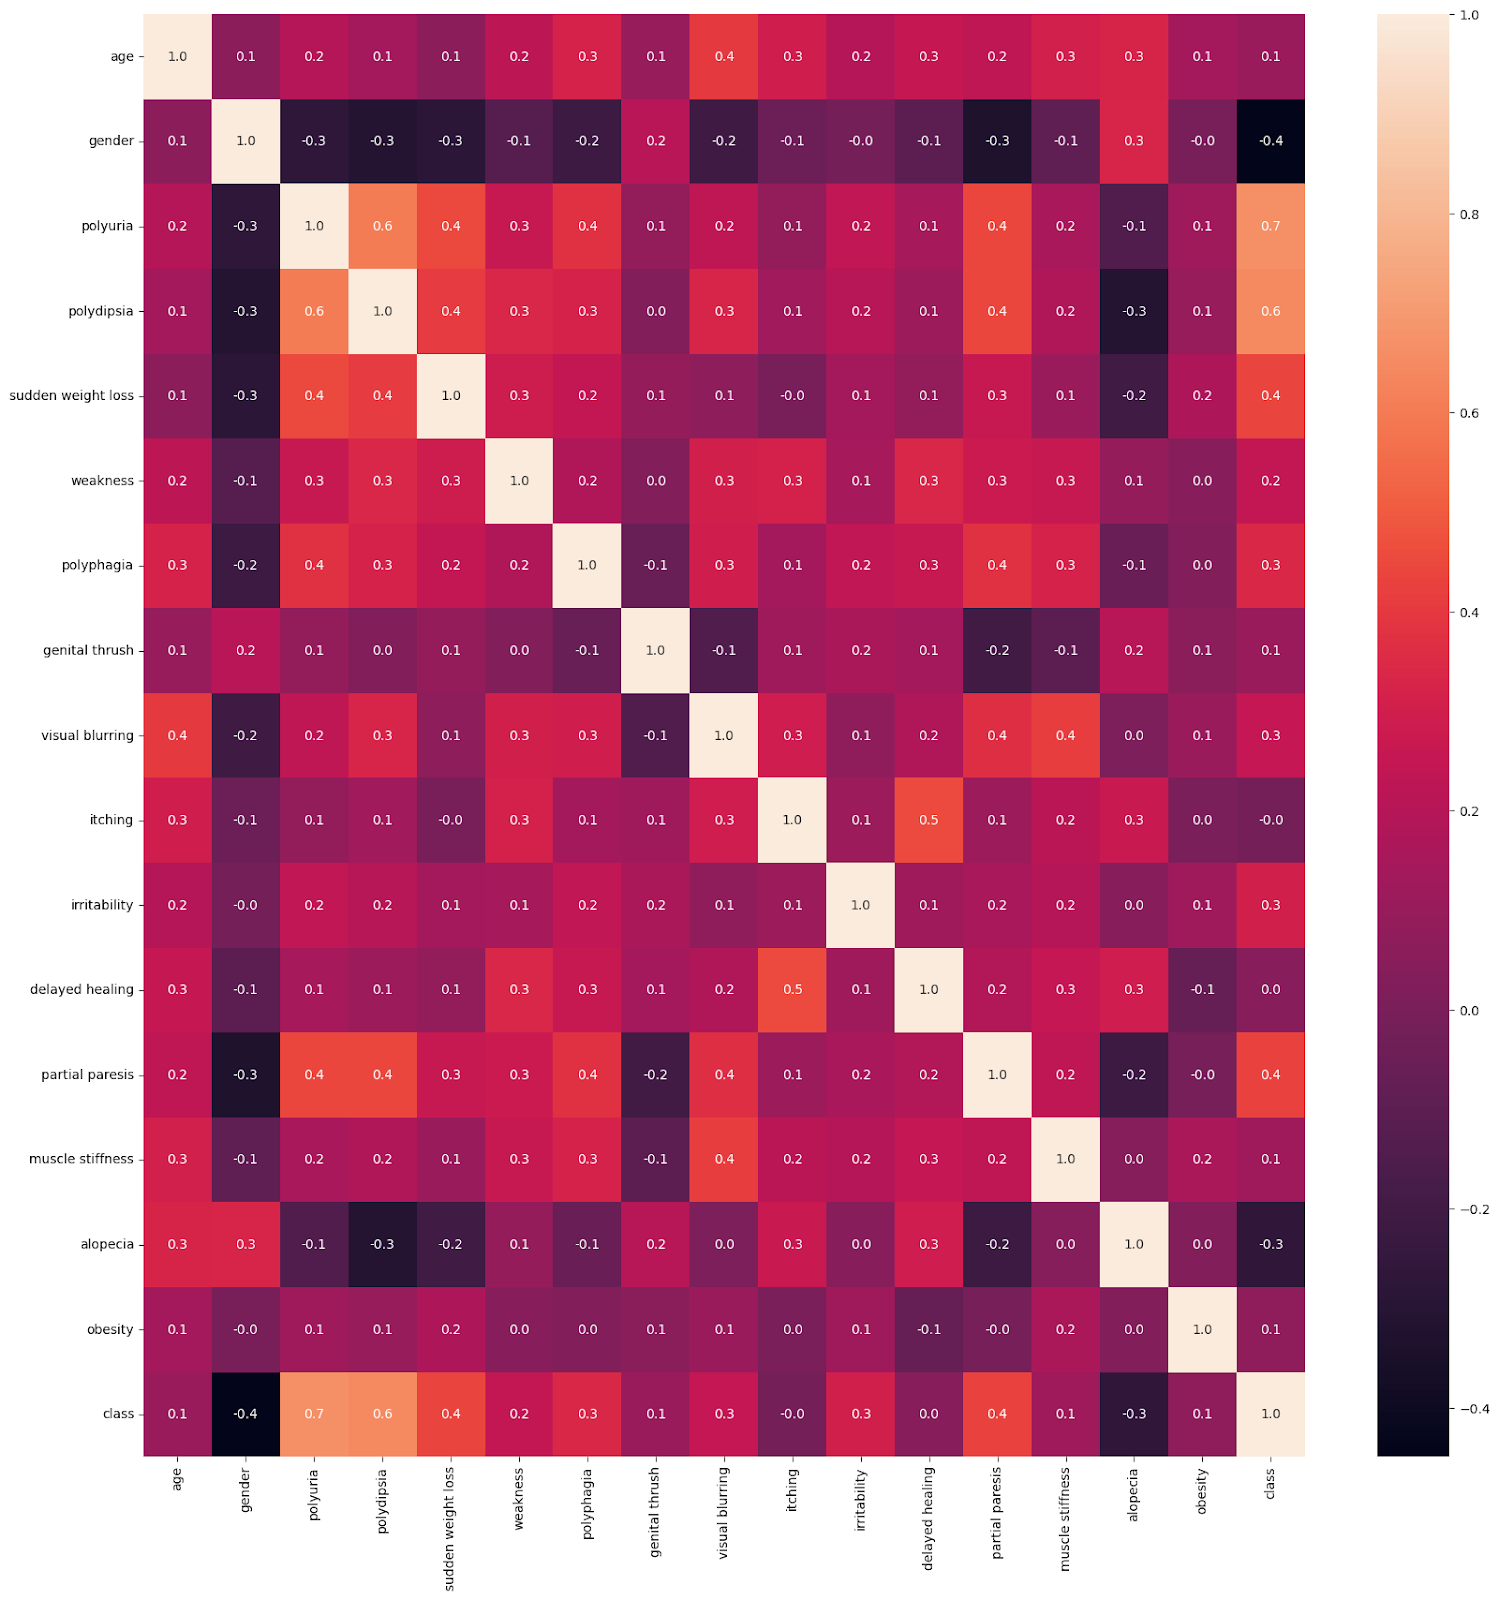 age 1.0 0.1 0.2 0.1 0.1 0.2 0.3 0.1 0.4 0.3 0.2 0.3 0.2 0.3 0.3 0.1 0.1
gender 0.1 1.0 -0.3 -0.3 -0.3 -0.1 -0.2 0.2 -0.2 -0.1 -0.0 -0.1 -0.3 -0.1 0.3 -0.0 -0.4
polyuria 0.2 -0.3 1.0 0.6 0.4 0.3 0.4 0.1 0.2 0.1 0.2 0.1 0.4 0.2 -0.1 0.1 0.7
polydipsia 0.1 -0.3 0.6 1.0 0.4 0.3 0.3 0.0 0.3 0.1 0.2 0.1 0.4 0.2 -0.3 0.1 0.6
sudden weight loss 0.1 -0.3 0.4 0.4 1.0 0.3 0.2 0.1 0.1 -0.0 0.1 0.1 0.3 0.1 -0.2 0.2 0.4
weakness 0.2 -0.1 0.3 0.3 0.3 1.0 0.2 0.0 0.3 0.3 0.1 0.3 0.3 0.3 0.1 0.0 0.2
polyphagia 0.3 -0.2 0.4 0.3 0.2 0.2 1.0 -0.1 0.3 0.1 0.2 0.3 0.4 0.3 -0.1 0.0 0.3
genital thrush 0.1 0.2 0.1 0.0 0.1 0.0 -0.1 1.0 -0.1 0.1 0.2 0.1 -0.2 -0.1 0.2 0.1 0.1
visual blurring 0.4 -0.2 0.2 0.3 0.1 0.3 0.3 -0.1 1.0 0.3 0.1 0.2 0.4 0.4 0.0 0.1 0.3
itching 0.3 -0.1 0.1 0.1 -0.0 0.3 0.1 0.1 0.3 1.0 0.1 0.5 0.1 0.2 0.3 0.0 -0.0
irritability 0.2 -0.0 0.2 0.2 0.1 0.1 0.2 0.2 0.1 0.1 1.0 0.1 0.2 0.2 0.0 0.1 0.3
delayed healing 0.3 -0.1 0.1 0.1 0.1 0.3 0.3 0.1 0.2 0.5 0.1 1.0 0.2 0.3 0.3 -0.1 0.0
partial paresis 0.2 -0.3 0.4 0.4 0.3 0.3 0.4 -0.2 0.4 0.1 0.2 0.2 1.0 0.2 -0.2 -0.0 0.4
muscle stiffness 0.3 -0.1 0.2 0.2 0.1 0.3 0.3 -0.1 0.4 0.2 0.2 0.3 0.2 1.0 0.0 0.2 0.1
alopecia 0.3 0.3 -0.1 -0.3 -0.2 0.1 -0.1 0.2 0.0 0.3 0.0 0.3 -0.2 0.0 1.0 0.0 -0.3
obesity 0.1 -0.0 0.1 0.1 0.2 0.0 0.0 0.1 0.1 0.0 0.1 -0.1 -0.0 0.2 0.0 1.0 0.1
class 0.1 -0.4 0.7 0.6 0.4 0.2 0.3 0.1 0.3 -0.0 0.3 0.0 0.4 0.1 -0.3 0.1 1.0
age
gender
polyuria
polydipsia
sudden weight loss
weakness
polyphagia
genital thrush
visual blurring
itching
irritability
delayed healing
partial paresis
muscle stiffness
alopecia
obesity
class
1.0
0.8
0.6
0.4
0.2
0.0
−0.2
−0.4